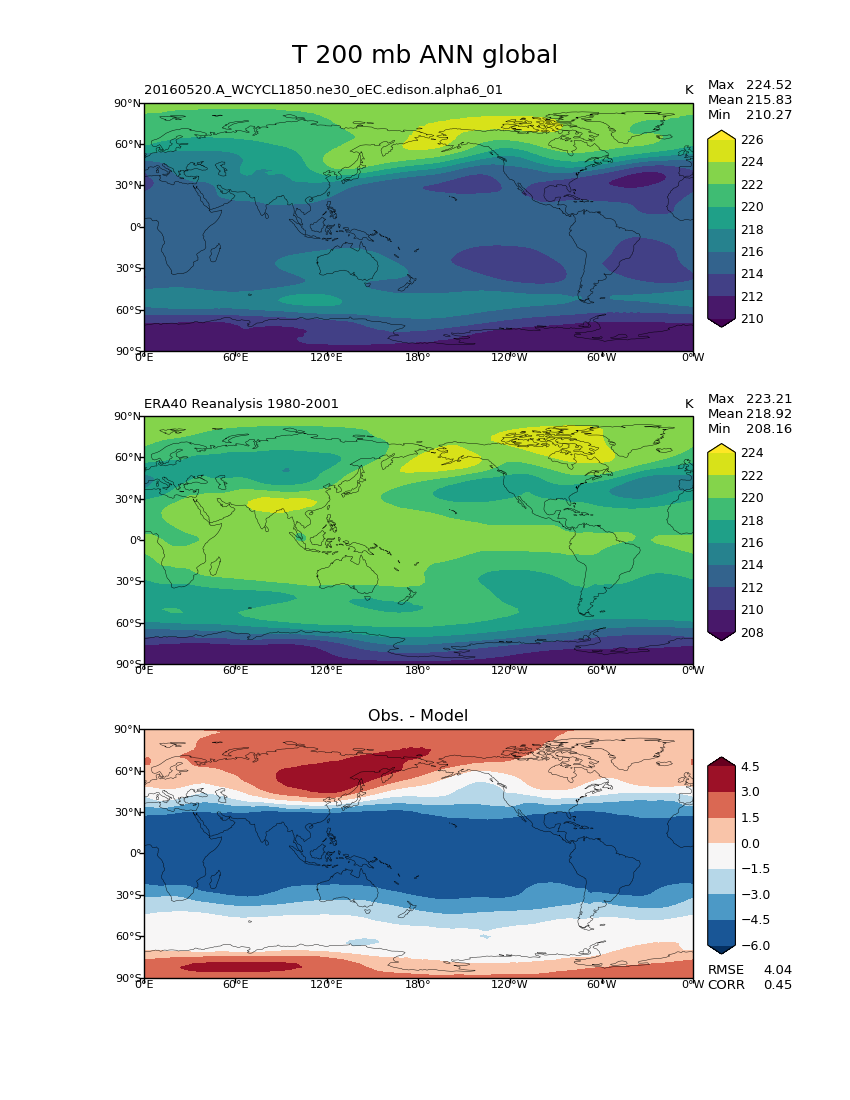 T 200 mb ANN global
20160520.A_WCYCL1850.ne30_oEC.edison.alpha6_01 K
Max 224.52
Mean 215.83
Min 210.27
90°N
60°N
30°N
0°
30°S
60°S
90°S
0°E 60°E 120°E 180° 120°W 60°W 0°W
226
224
222
220
218
216
214
212
210
ERA40 Reanalysis 1980-2001 K
Max 223.21
Mean 218.92
Min 208.16
90°N
60°N
30°N
0°
30°S
60°S
90°S
0°E 60°E 120°E 180° 120°W 60°W 0°W
224
222
220
218
216
214
212
210
208
Obs. - Model
90°N
60°N
30°N
0°
30°S
60°S
90°S
0°E 60°E 120°E 180° 120°W 60°W 0°W
4.5
3.0
1.5
0.0
−1.5
−3.0
−4.5
−6.0
RMSE 4.04
CORR 0.45